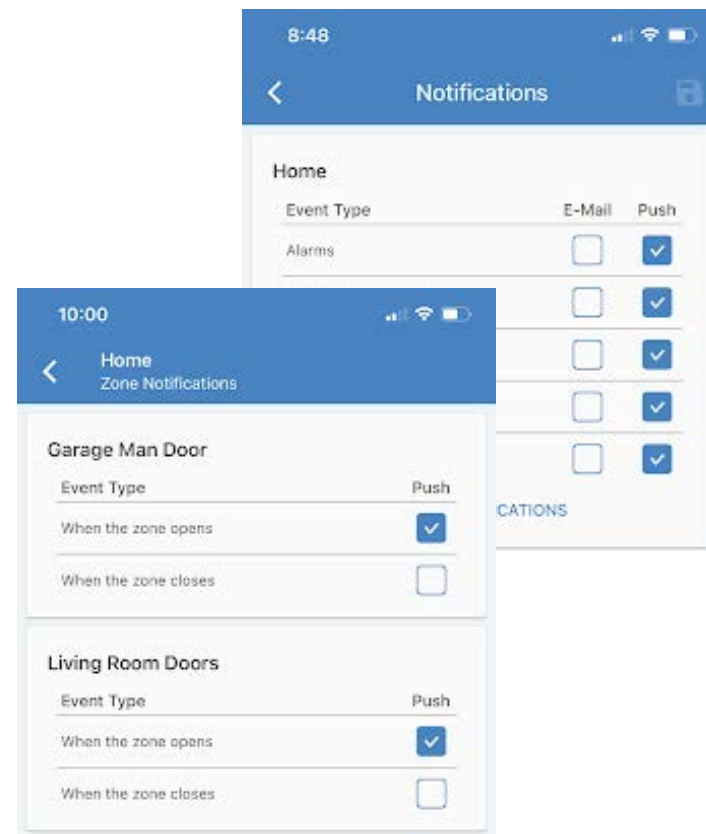 8:48
Notifications
Home
Event Type E-Mail Push
Alarms
CATIONS
10:00
Home
Zone Notifications
Garage Man Door
Event Type Push
When the zone opens
When the zone closes
Living Room Doors
Event Type Push
When the zone opens
When the zone closes